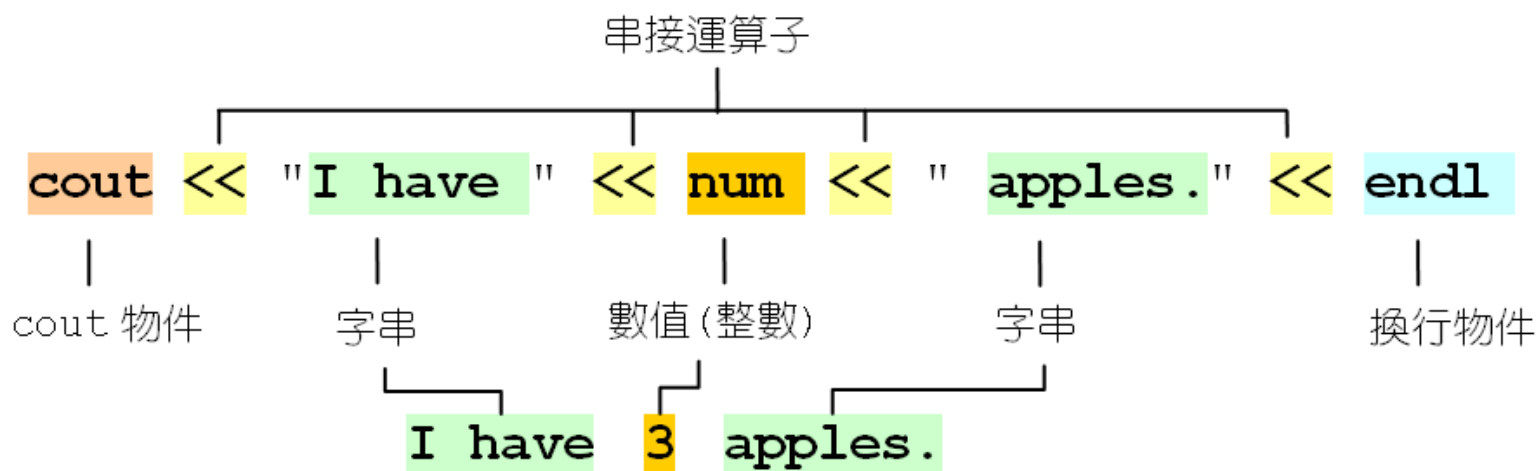 串接運算子
cout << "I have " << num << " apples." << endl
cout 物件 字串 數值(整數) 字串 換行物件
I have 3 apples.